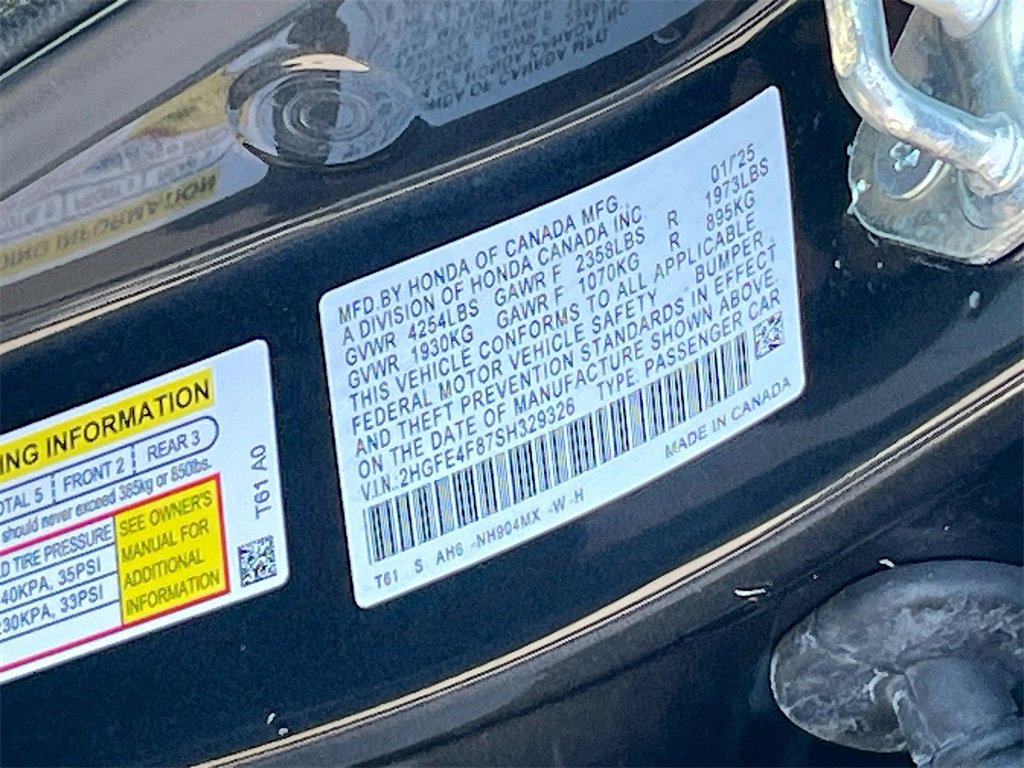 MFD.BY HONDA OF CANADA MFG. 01/'25
A DIVISION OF HONDA CANADA INC.
GVWR 4254LBS GAWR F 2358LBS R 1973LBS
GVWR 1930KG GAWR F 1070KG R 895KG
THIS VEHICLE CONFORMS TO ALL APPLICABLE
FEDERAL MOTOR VEHICLE SAFETY, BUMPER,
AND THEFT PREVENTION STANDARDS IN EFFECT
ON THE DATE OF MANUFACTURE SHOWN ABOVE.
V.I.N.:2HGFE4F87SH329326 TYPE: PASSENGER CAR
MADE IN CANADA
T61 S AH6 -NH904MX -W -H
ING INFORMATION
OTAL 5 FRONT 2 REAR 3
should never exceed 385kg or 850lbs.
D TIRE PRESSURE
40KPA, 35PSI
230KPA, 33PSI
SEE OWNER'S
MANUAL FOR
ADDITIONAL
INFORMATION
T61 A0